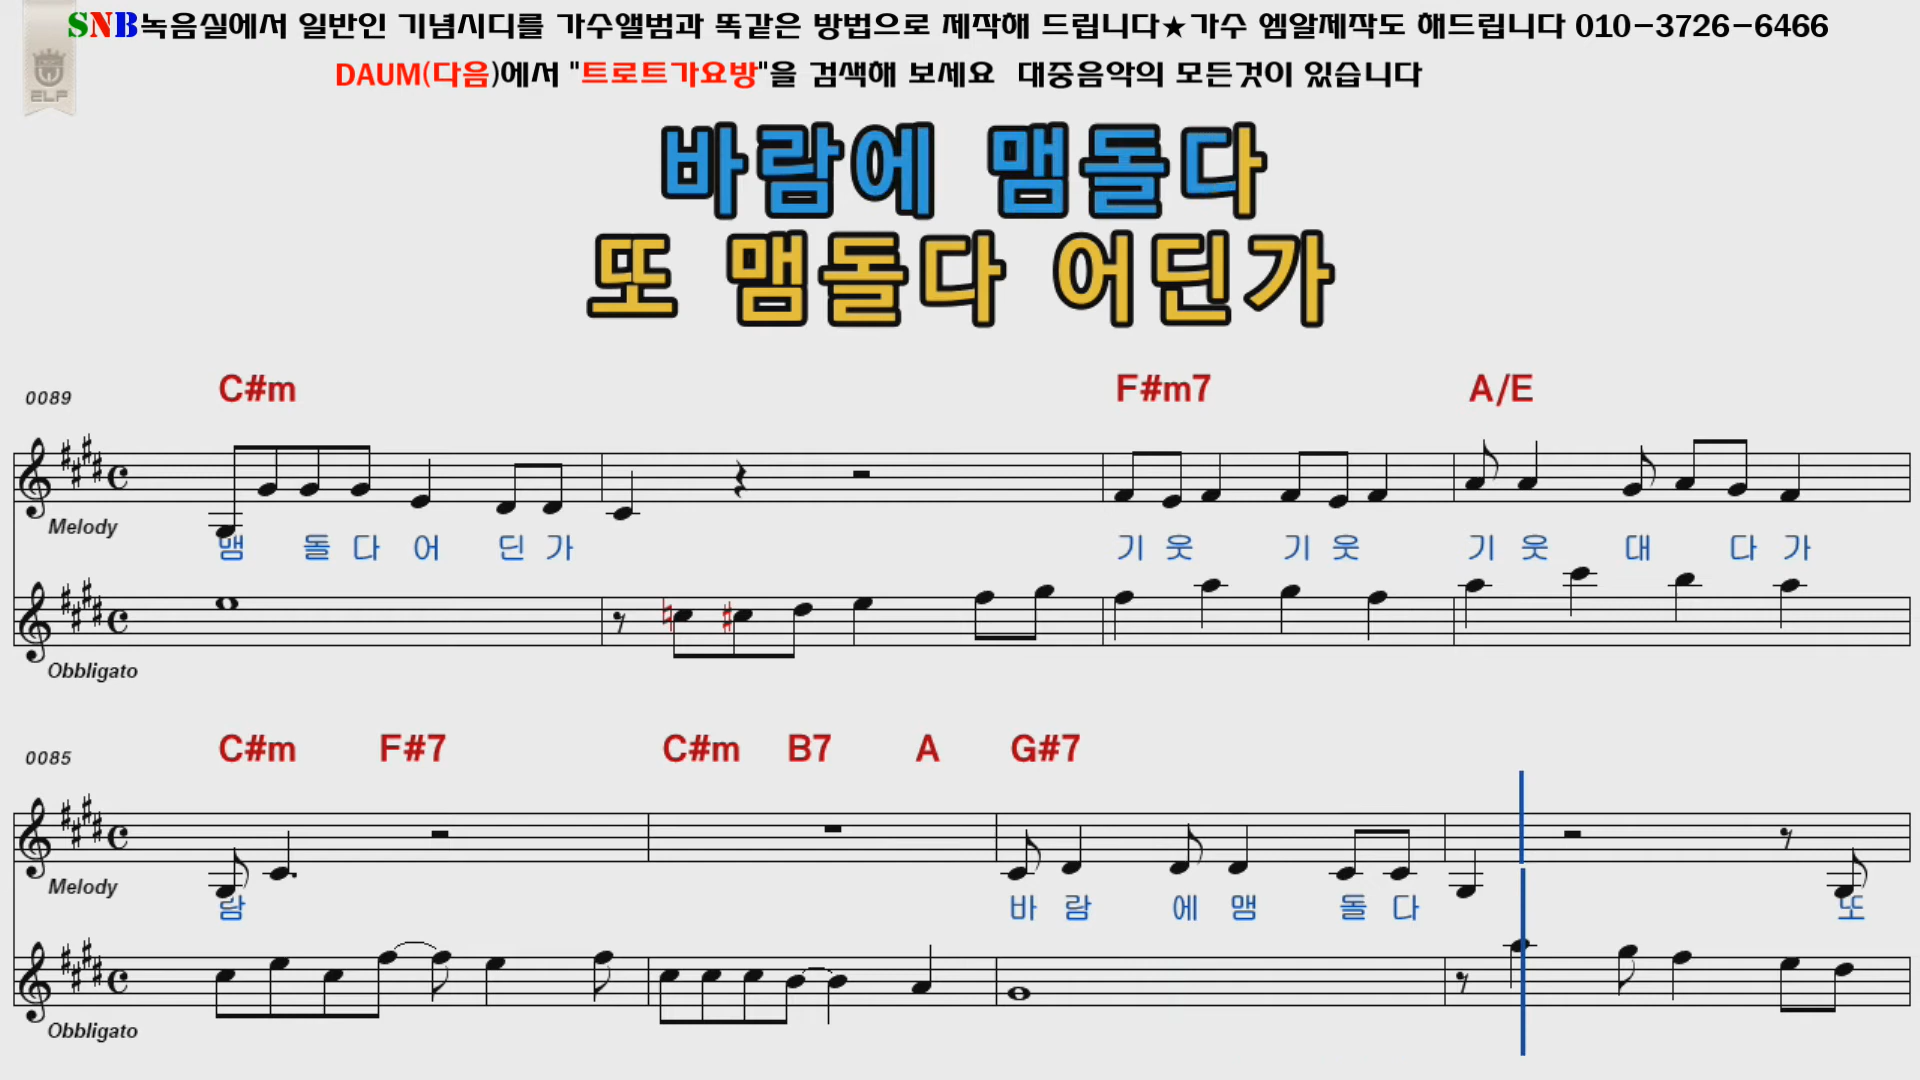 SNB녹음실에서 일반인 기념시디를 가수앨범과 똑같은 방법으로 제작해 드립니다★가수 엠알제작도 해드립니다 010-3726-6466
ELF
DAUM(다음)에서 "트로트가요방"을 검색해 보세요 대중음악의 모든것이 있습니다
바람에 맴돌다
또 맴돌다 어딘가
0089 C#m F#m7 A/E
Melody
맴 돌 다 어 딘 가 기 웃 기 웃 기 웃 대 다 가
Obbligato
0085 C#m F#7 C#m B7 A G#7
Melody
람 바 람 에 맴 돌 다 또
Obbligato